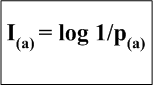 I(a) = log 1/p(a)